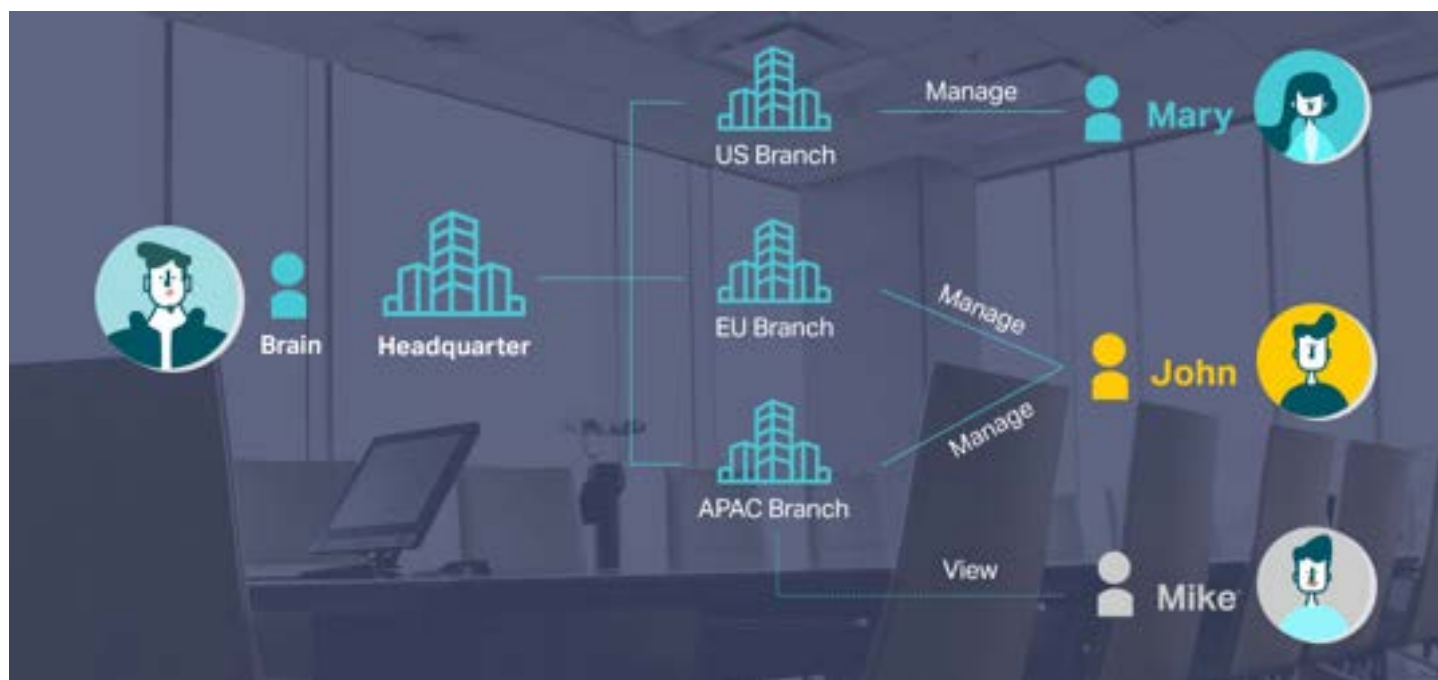 US Branch
Manage
Mary
Brain
Headquarter
EU Branch
Manage
John
Manage
APAC Branch
View
Mike